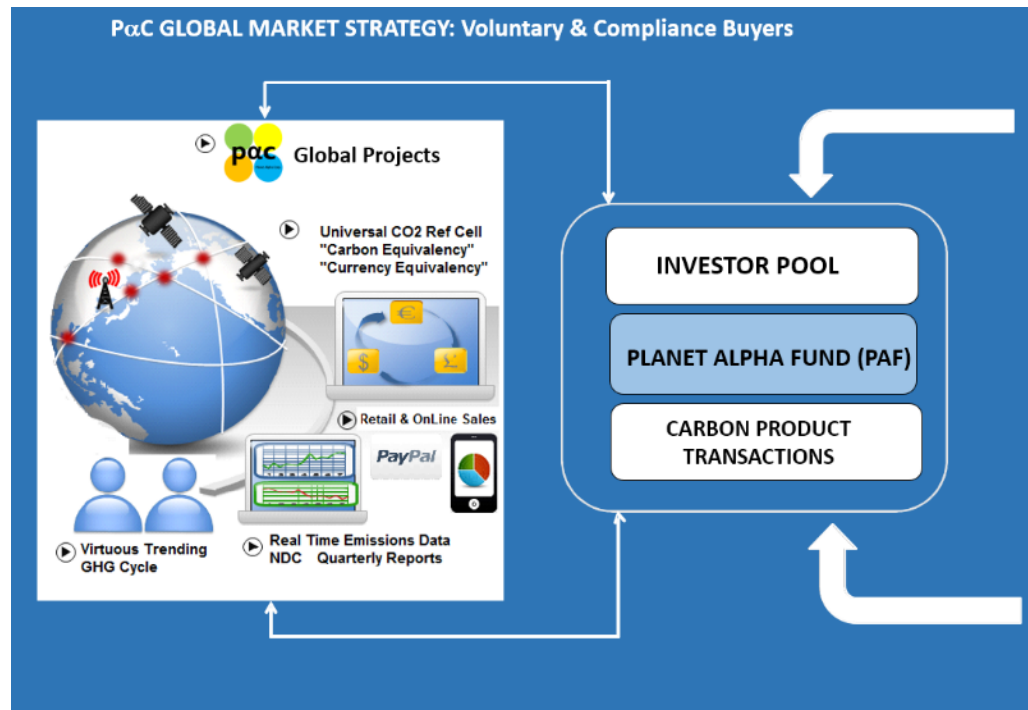 PαC GLOBAL MARKET STRATEGY: Voluntary & Compliance Buyers
pαc
Global Projects
Universal CO2 Ref Cell
"Carbon Equivalency"
"Currency Equivalency"
€
$
£
Retail & OnLine Sales
PayPal
Real Time Emissions Data
NDC Quarterly Reports
Virtuous Trending
GHG Cycle
INVESTOR POOL
PLANET ALPHA FUND (PAF)
CARBON PRODUCT
TRANSACTIONS